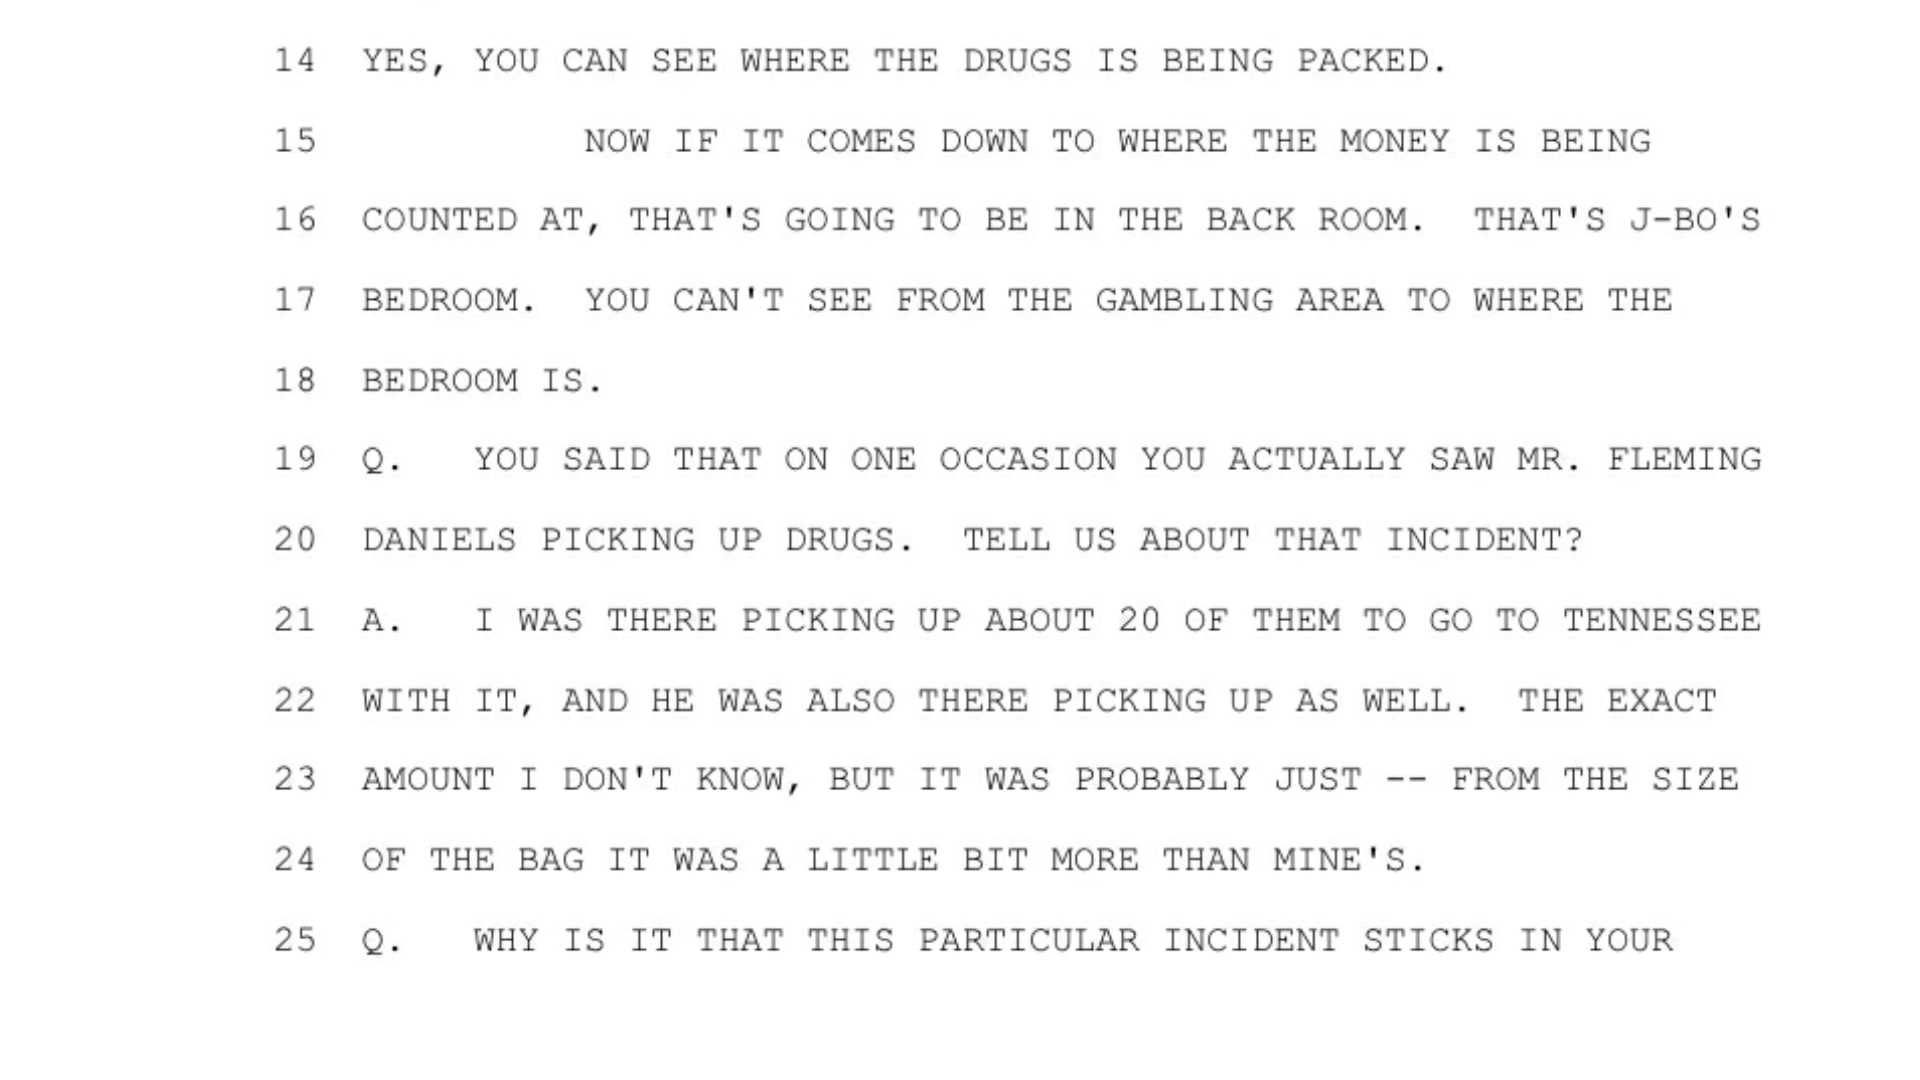 14 YES, YOU CAN SEE WHERE THE DRUGS IS BEING PACKED.
15 NOW IF IT COMES DOWN TO WHERE THE MONEY IS BEING
16 COUNTED AT, THAT'S GOING TO BE IN THE BACK ROOM. THAT'S J-BO'S
17 BEDROOM. YOU CAN'T SEE FROM THE GAMBLING AREA TO WHERE THE
18 BEDROOM IS.
19 Q. YOU SAID THAT ON ONE OCCASION YOU ACTUALLY SAW MR. FLEMING
20 DANIELS PICKING UP DRUGS. TELL US ABOUT THAT INCIDENT?
21 A. I WAS THERE PICKING UP ABOUT 20 OF THEM TO GO TO TENNESSEE
22 WITH IT, AND HE WAS ALSO THERE PICKING UP AS WELL. THE EXACT
23 AMOUNT I DON'T KNOW, BUT IT WAS PROBABLY JUST -- FROM THE SIZE
24 OF THE BAG IT WAS A LITTLE BIT MORE THAN MINE'S.
25 Q. WHY IS IT THAT THIS PARTICULAR INCIDENT STICKS IN YOUR